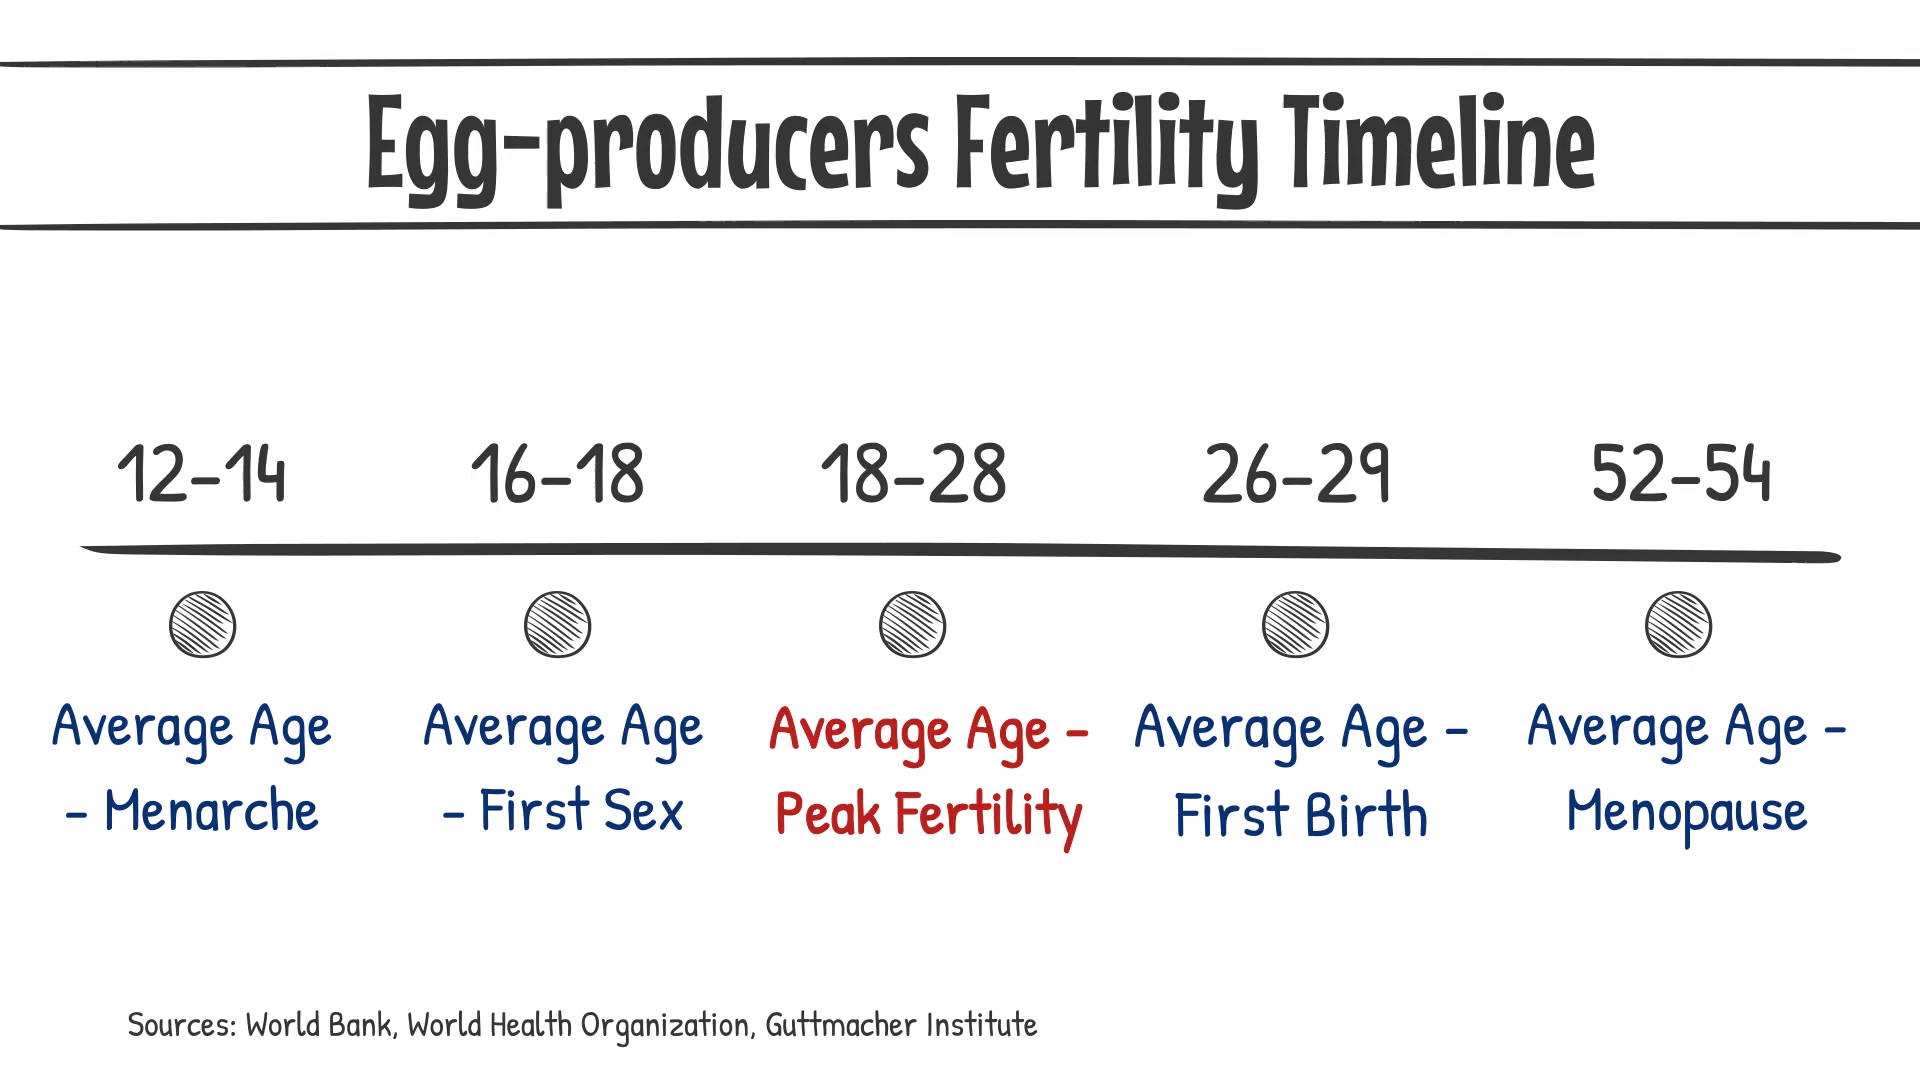 Egg-producers Fertility Timeline
12-14 16-18 18-28 26-29 52-54
Average Age
- Menarche
Average Age
- First Sex
Average Age -
Peak Fertility
Average Age -
First Birth
Average Age -
Menopause
Sources: World Bank, World Health Organization, Guttmacher Institute